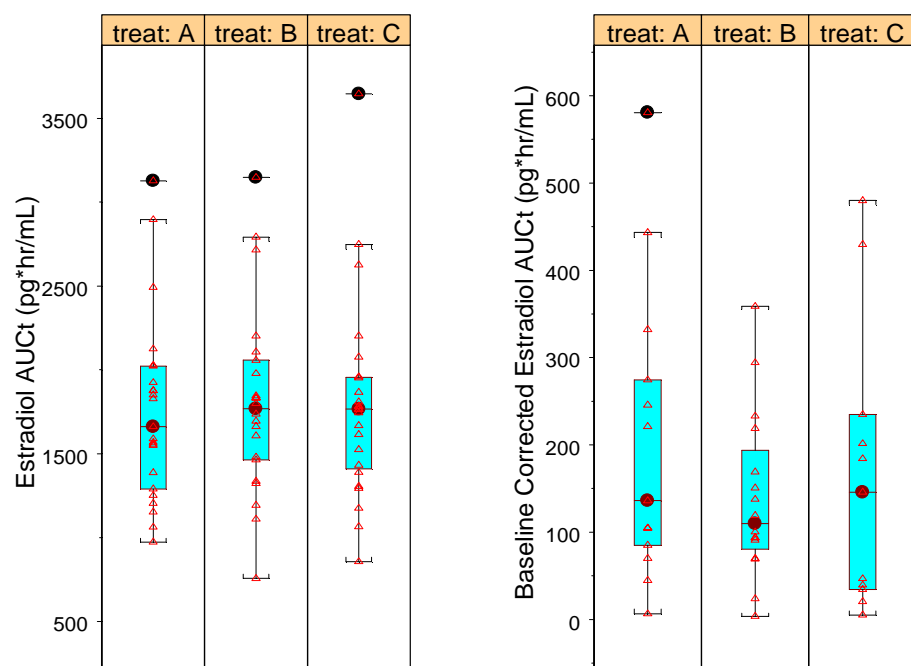 treat: A treat: B treat: C
Estradiol AUCt (pg*hr/mL)
3500
2500
1500
500
treat: A treat: B treat: C
Baseline Corrected Estradiol AUCt (pg*hr/mL)
600
500
400
300
200
100
0